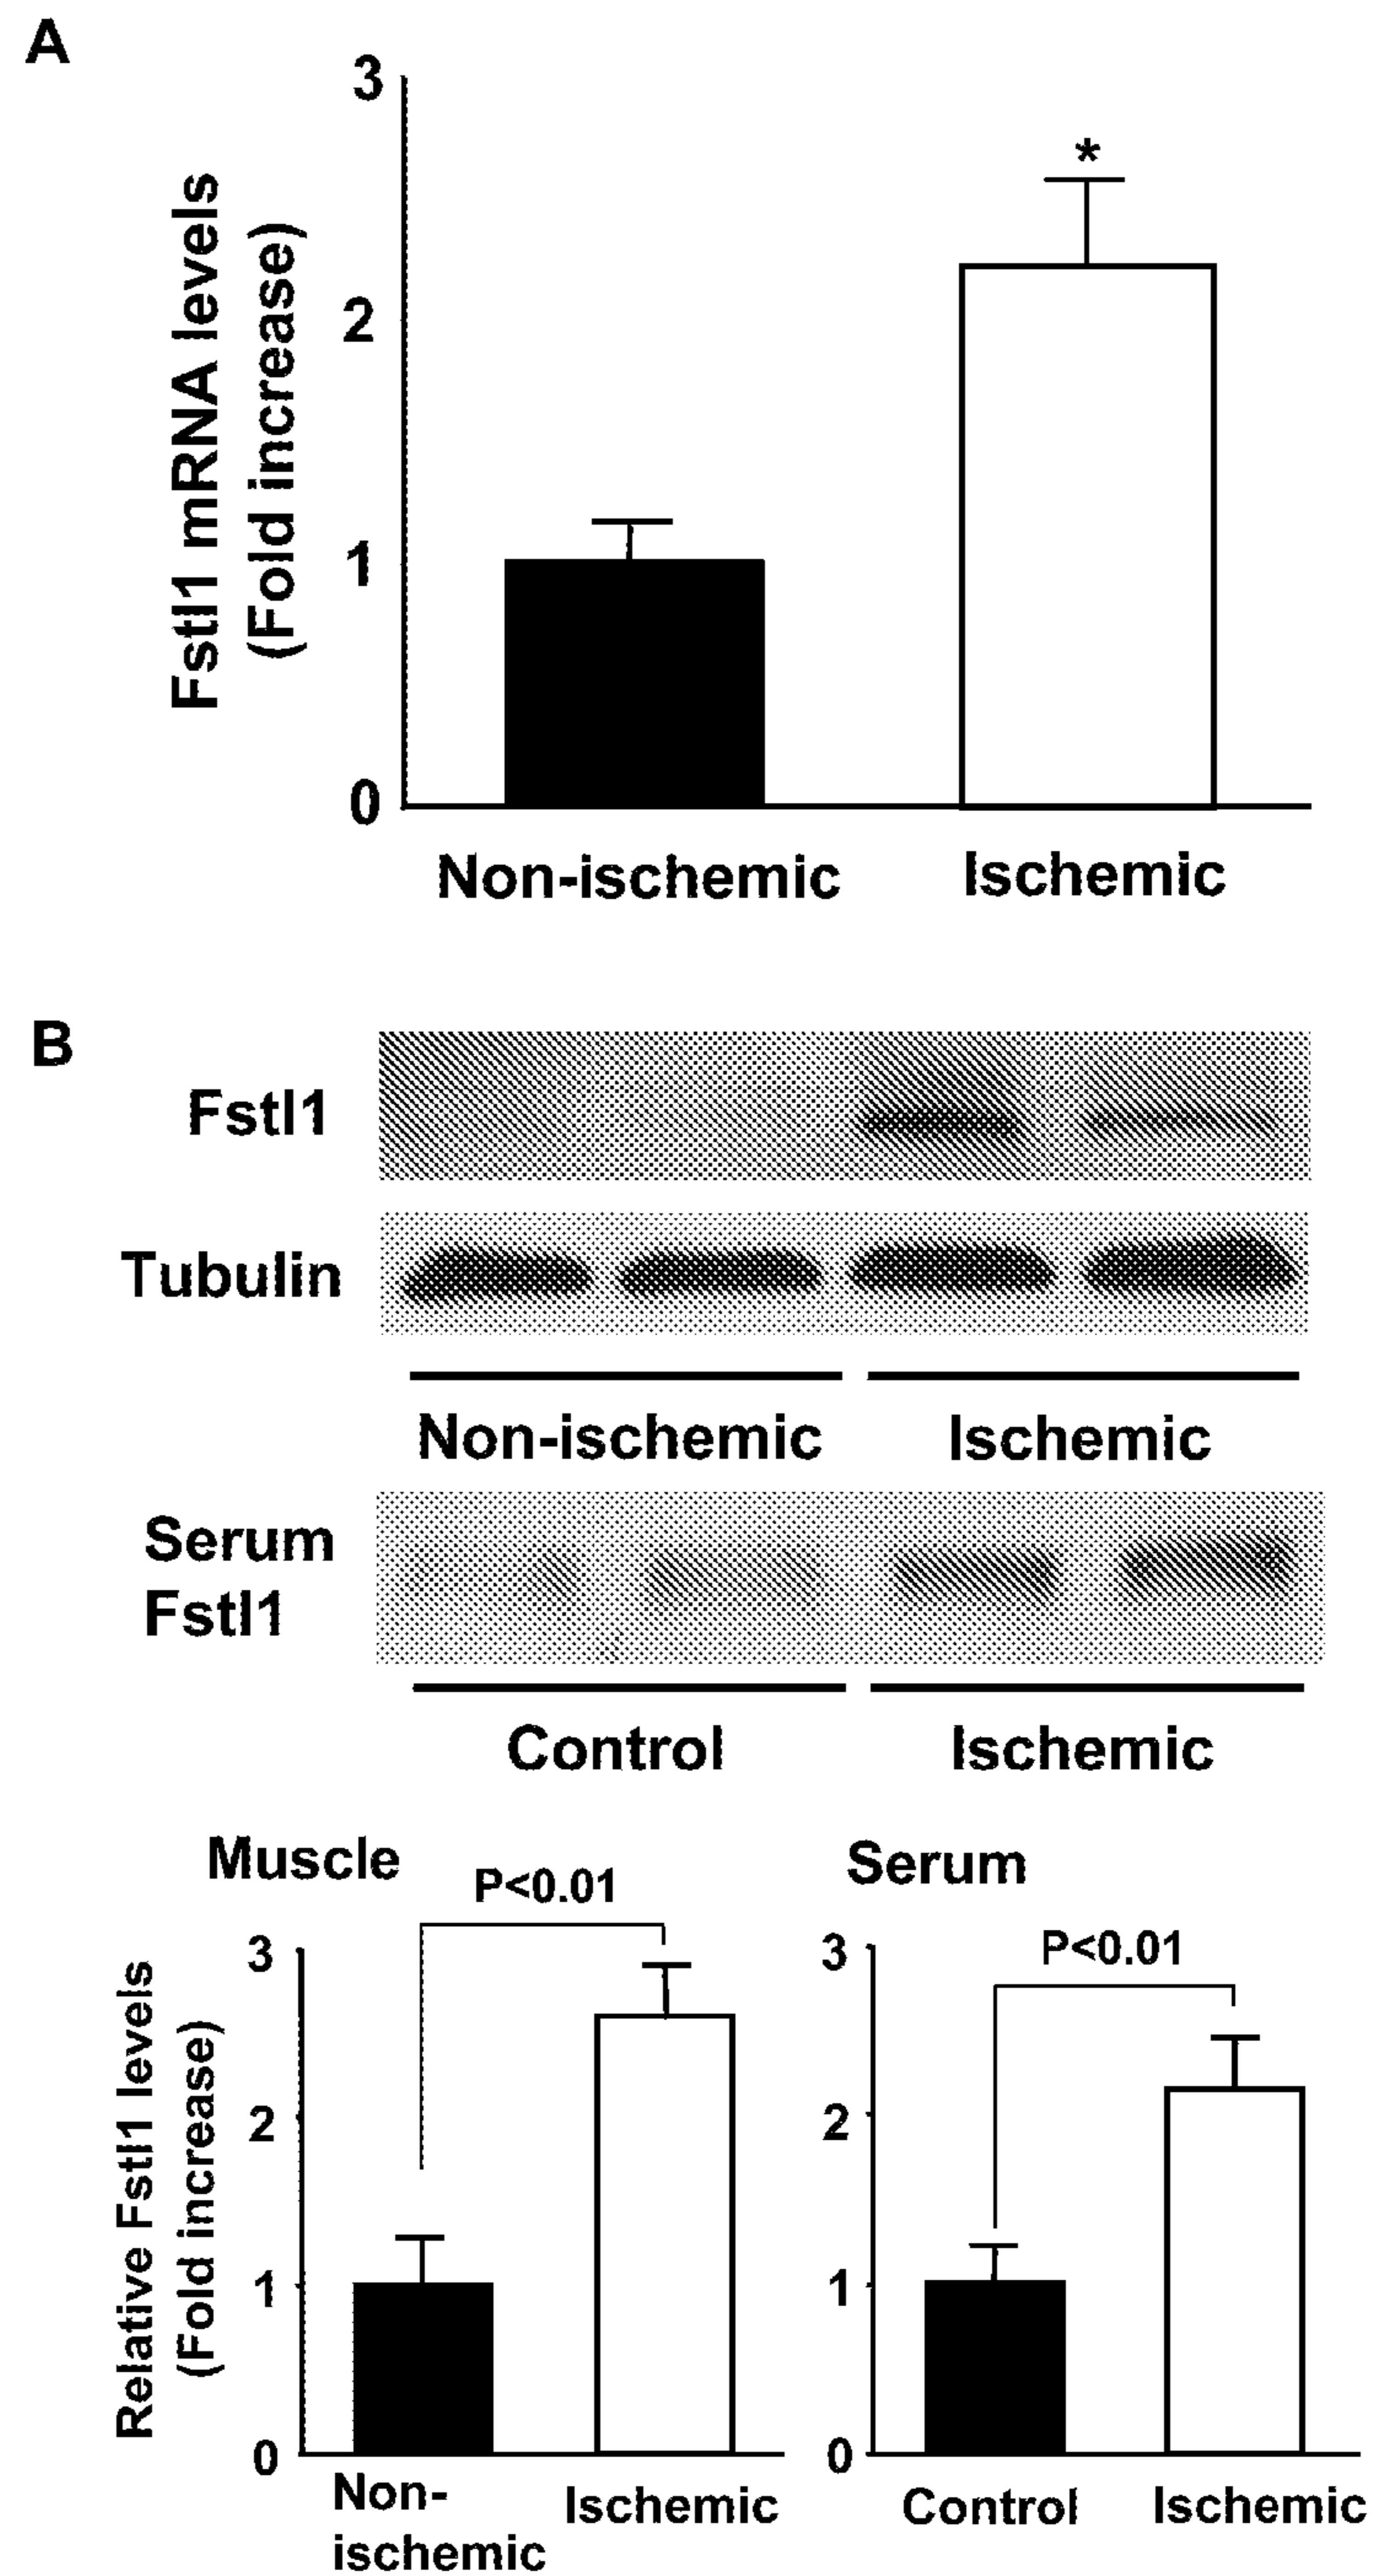 A
3
*
Fstl1 mRNA levels
(Fold increase)
2
1
0
Non-ischemic
Ischemic
B
Fstl1
Tubulin
Non-ischemic
Ischemic
Serum
Fstl1
Control
Ischemic
Muscle
P<0.01
Relative Fstl1 levels
(Fold increase)
3
2
1
0
Non-
ischemic
Ischemic
Serum
P<0.01
3
2
1
0
Control
Ischemic